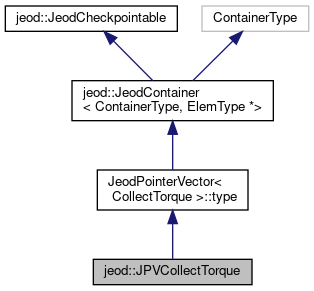 jeod::JeodCheckpointable
ContainerType
jeod::JeodContainer
< ContainerType, ElemType *>
JeodPointerVector<
CollectTorque >::type
jeod::JPVCollectTorque